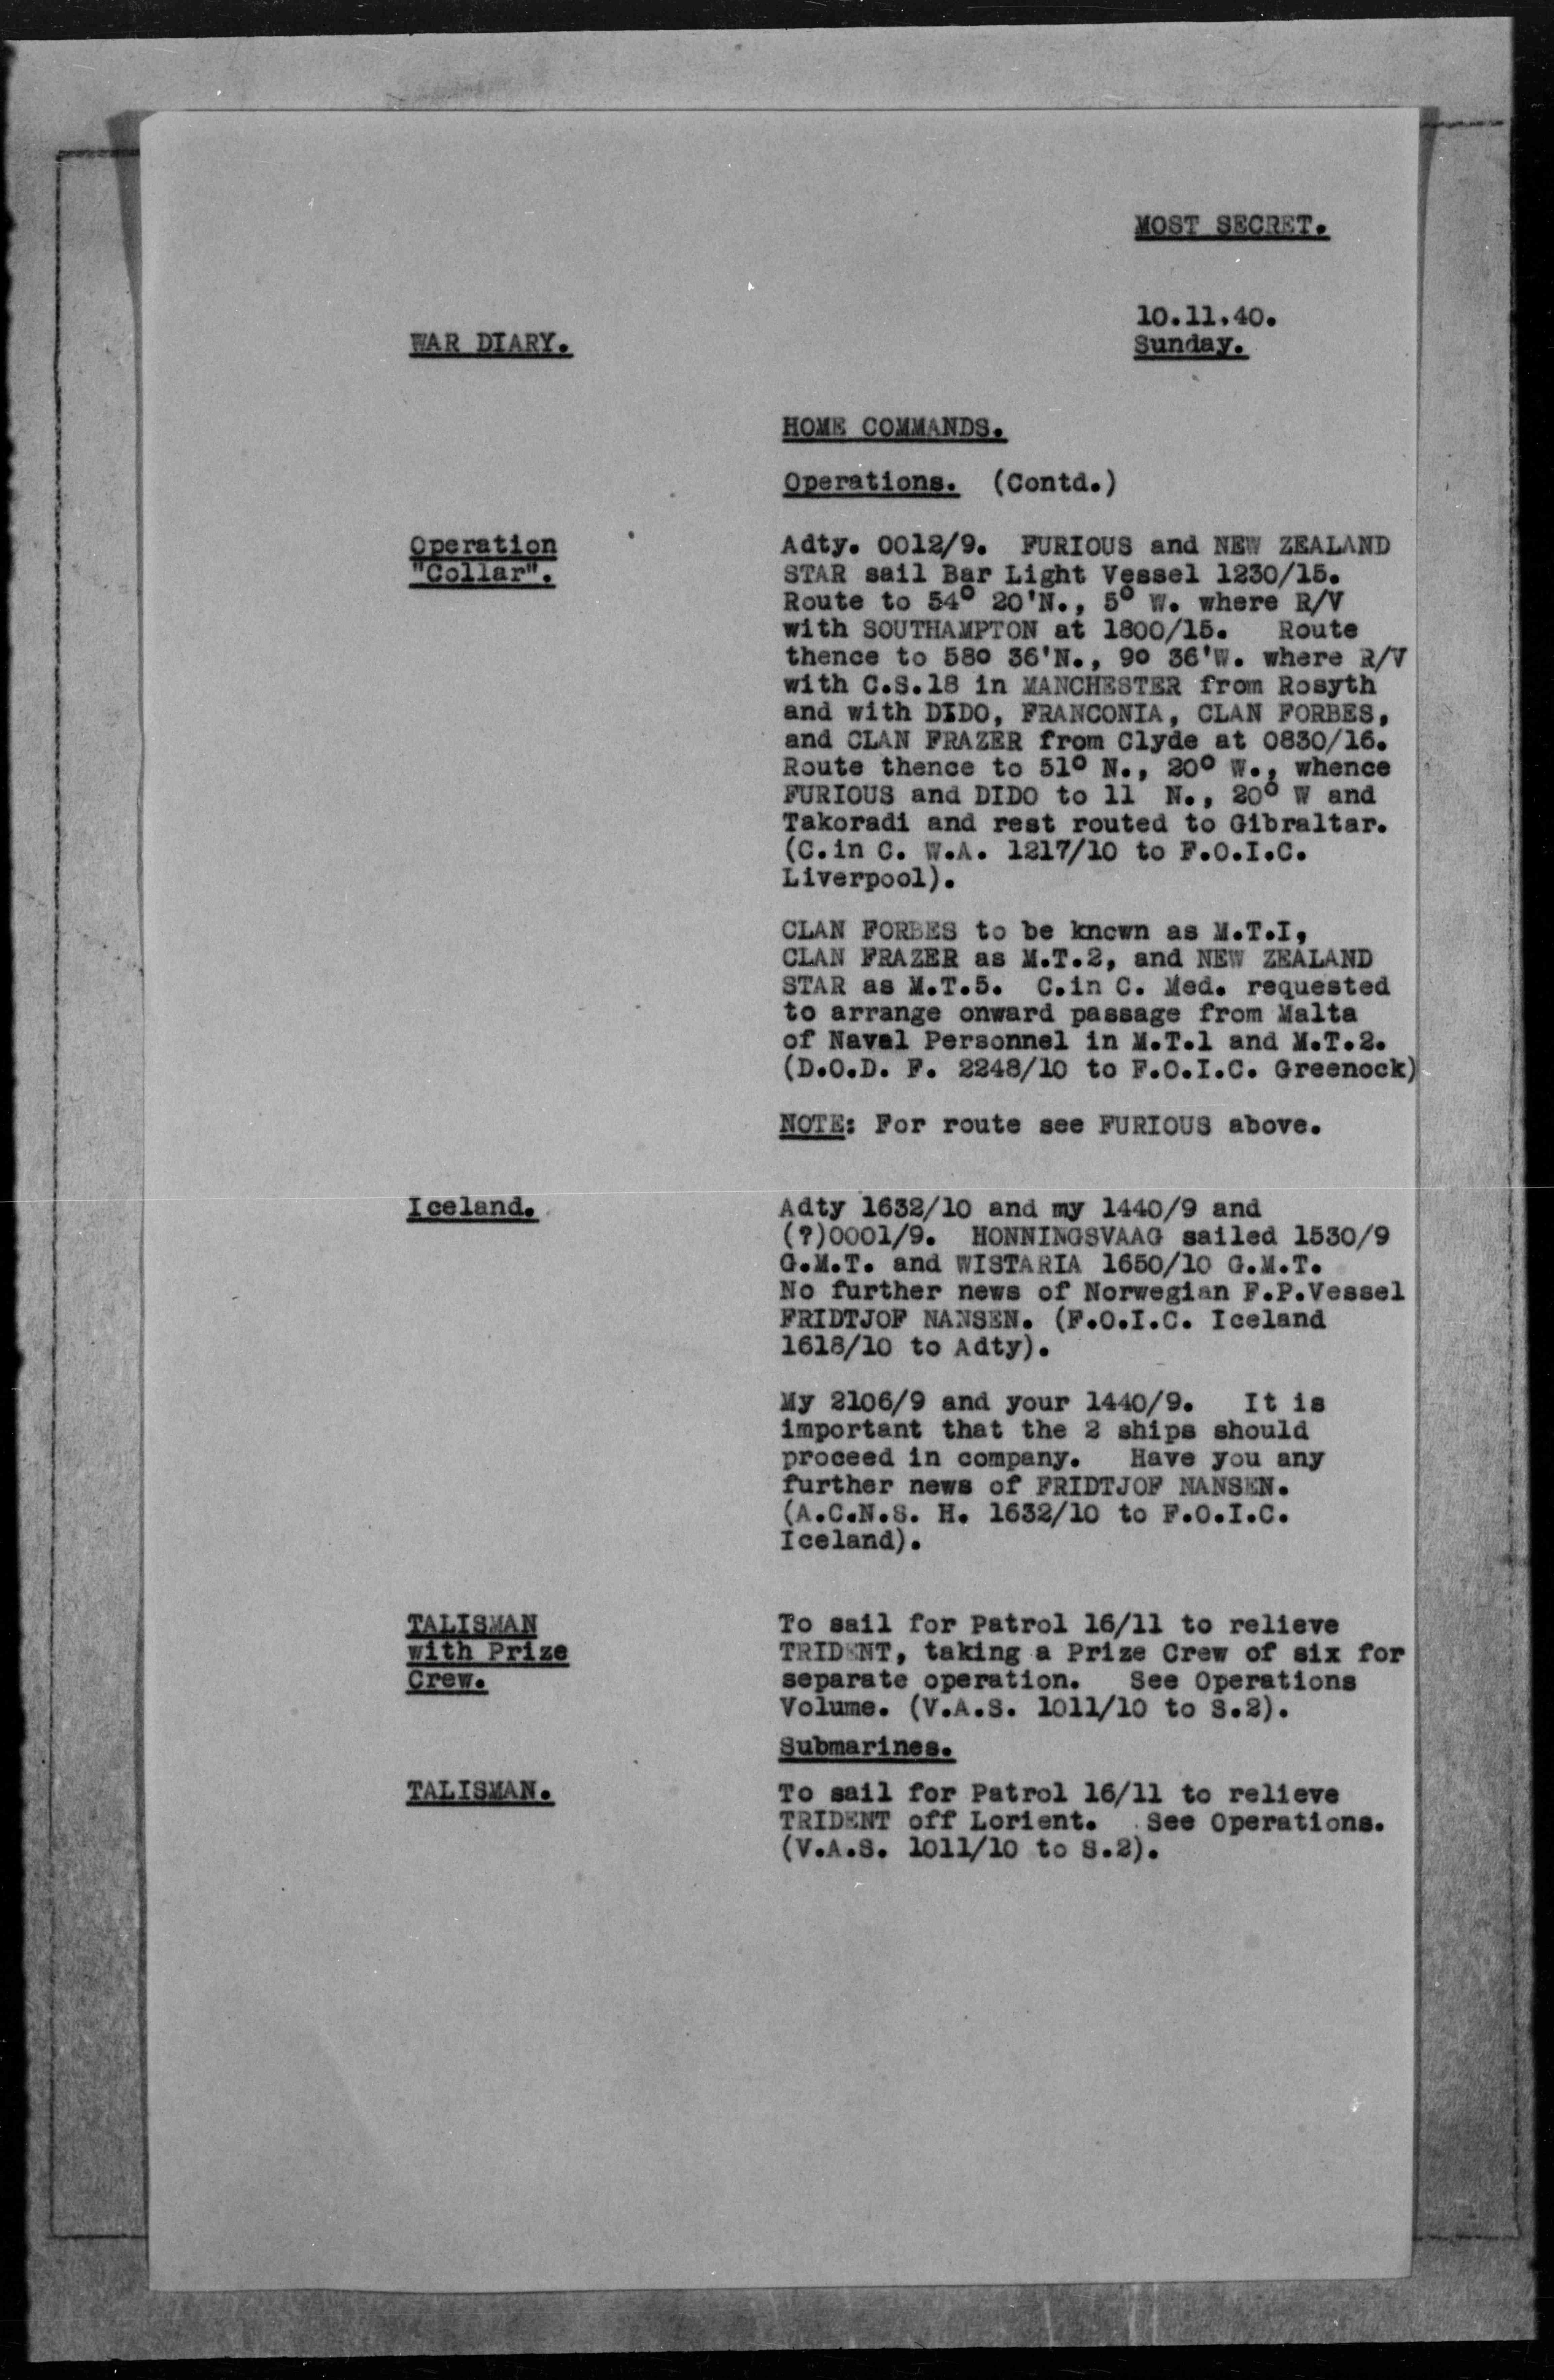 MOST SECRET.
10.11.40.
WAR DIARY.
Sunday.
HOME COMMANDS.
Operations. (Contd.)
Operation
"Collar".
Adty. 0012/9. FURIOUS and NEW ZEALAND
STAR sail Bar Light Vessel 1230/15.
Route to 54° 20'N., 5° W. where R/V
with SOUTHAMPTON at 1800/15. Route
thence to 58o 36'N., 9o 36'W. where R/V
with C.S.18 in MANCHESTER from Rosyth
and with DIDO, FRANCONIA, CLAN FORBES,
and CLAN FRAZER from Clyde at 0830/16.
Route thence to 51° N., 20° W., whence
FURIOUS and DIDO to 11 N., 20° W and
Takoradi and rest routed to Gibraltar.
(C.in C. W.A. 1217/10 to F.O.I.C.
Liverpool).
CLAN FORBES to be known as M.T.I,
CLAN FRAZER as M.T.2, and NEW ZEALAND
STAR as M.T.5. C.in C. Med. requested
to arrange onward passage from Malta
of Naval Personnel in M.T.1 and M.T.2.
(D.O.D. F. 2248/10 to F.O.I.C. Greenock)
NOTE: For route see FURIOUS above.
Iceland.
Adty 1632/10 and my 1440/9 and
(?)0001/9. HONNINGSVAAG sailed 1530/9
G.M.T. and WISTARIA 1650/10 G.M.T.
No further news of Norwegian F.P.Vessel
FRIDTJOF NANSEN. (F.O.I.C. Iceland
1618/10 to Adty).
My 2106/9 and your 1440/9. It is
important that the 2 ships should
proceed in company. Have you any
further news of FRIDTJOF NANSEN.
(A.C.N.S. H. 1632/10 to F.O.I.C.
Iceland).
TALISMAN
with Prize
Crew.
To sail for Patrol 16/11 to relieve
TRIDENT, taking a Prize Crew of six for
separate operation. See Operations
Volume. (V.A.S. 1011/10 to S.2).
Submarines.
TALISMAN.
To sail for Patrol 16/11 to relieve
TRIDENT off Lorient. See Operations.
(V.A.S. 1011/10 to S.2).